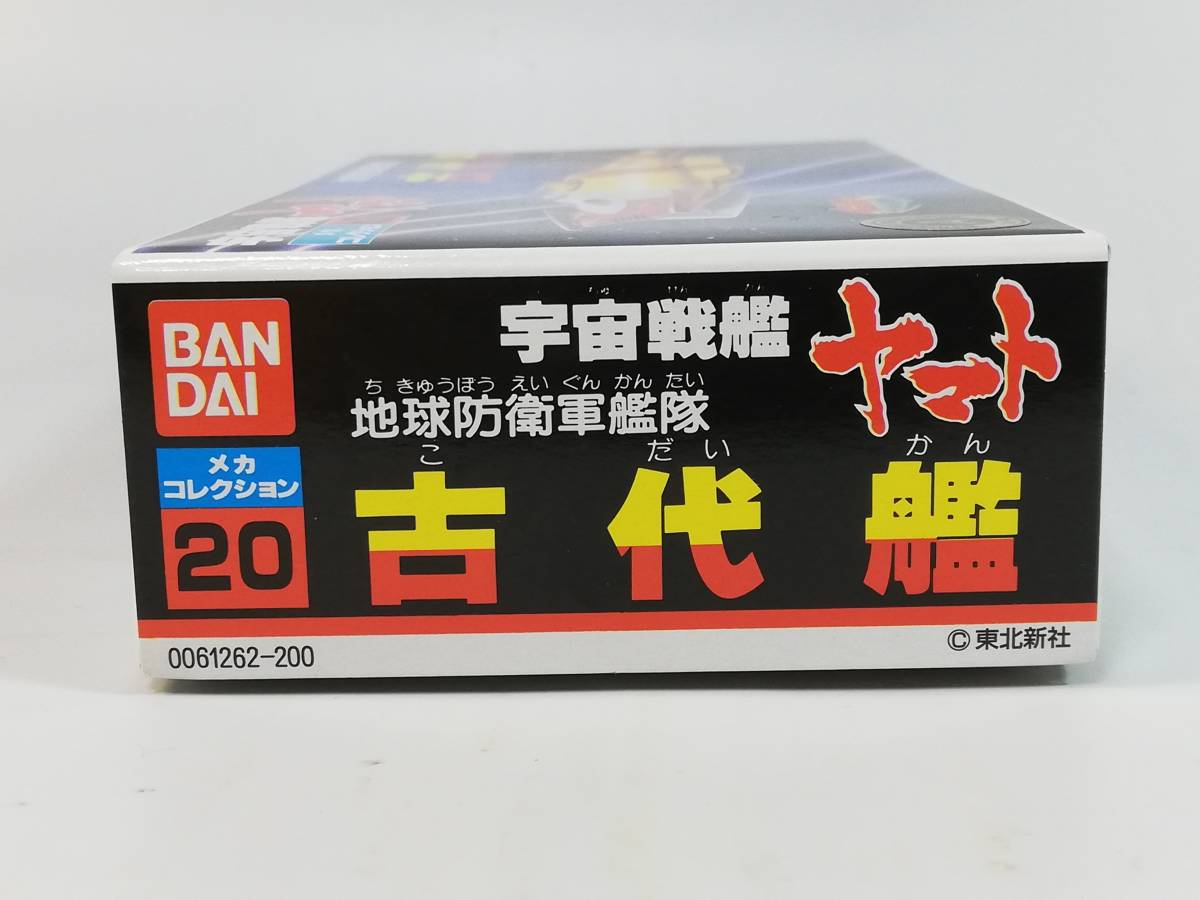 BAN
DAI
メカ
コレクション
20
宇宙戦艦 ヤマト
ち きゅうぼう えい ぐん かん たい
地球防衛軍艦隊
こ だい かん
古代艦
0061262-200
©東北新社